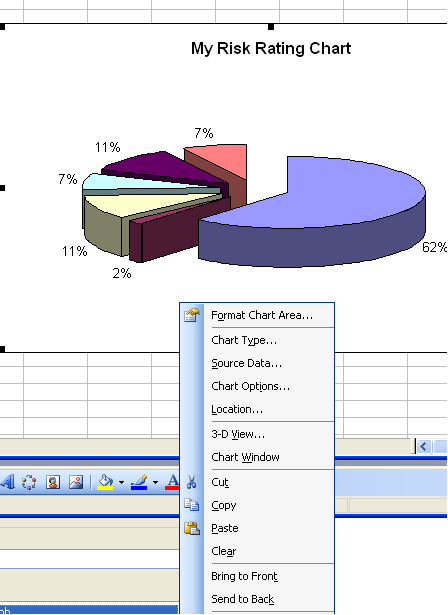 My Risk Rating Chart
7%
11%
7%
11%
2%
62%
Format Chart Area...
Chart Type...
Source Data...
Chart Options...
Location...
3-D View...
Chart Window
Cut
Copy
Paste
Clear
Bring to Front
Send to Back